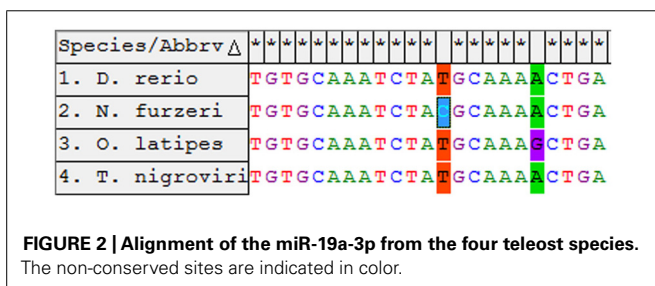 Species/Abbrv △ * * * * * * * * * * * *   * * * * *   * * * *
1. D. rerio TGTGCAAATCTATGCAAAACTGA
2. N. furzeri TGTGCAAATCTACGCAAAACTGA
3. O. latipes TGTGCAAATCTATGCAAAGCTGA
4. T. nigroviri TGTGCAAATCTATGCAAAACTGA
FIGURE 2 | Alignment of the miR-19a-3p from the four teleost species.
The non-conserved sites are indicated in color.